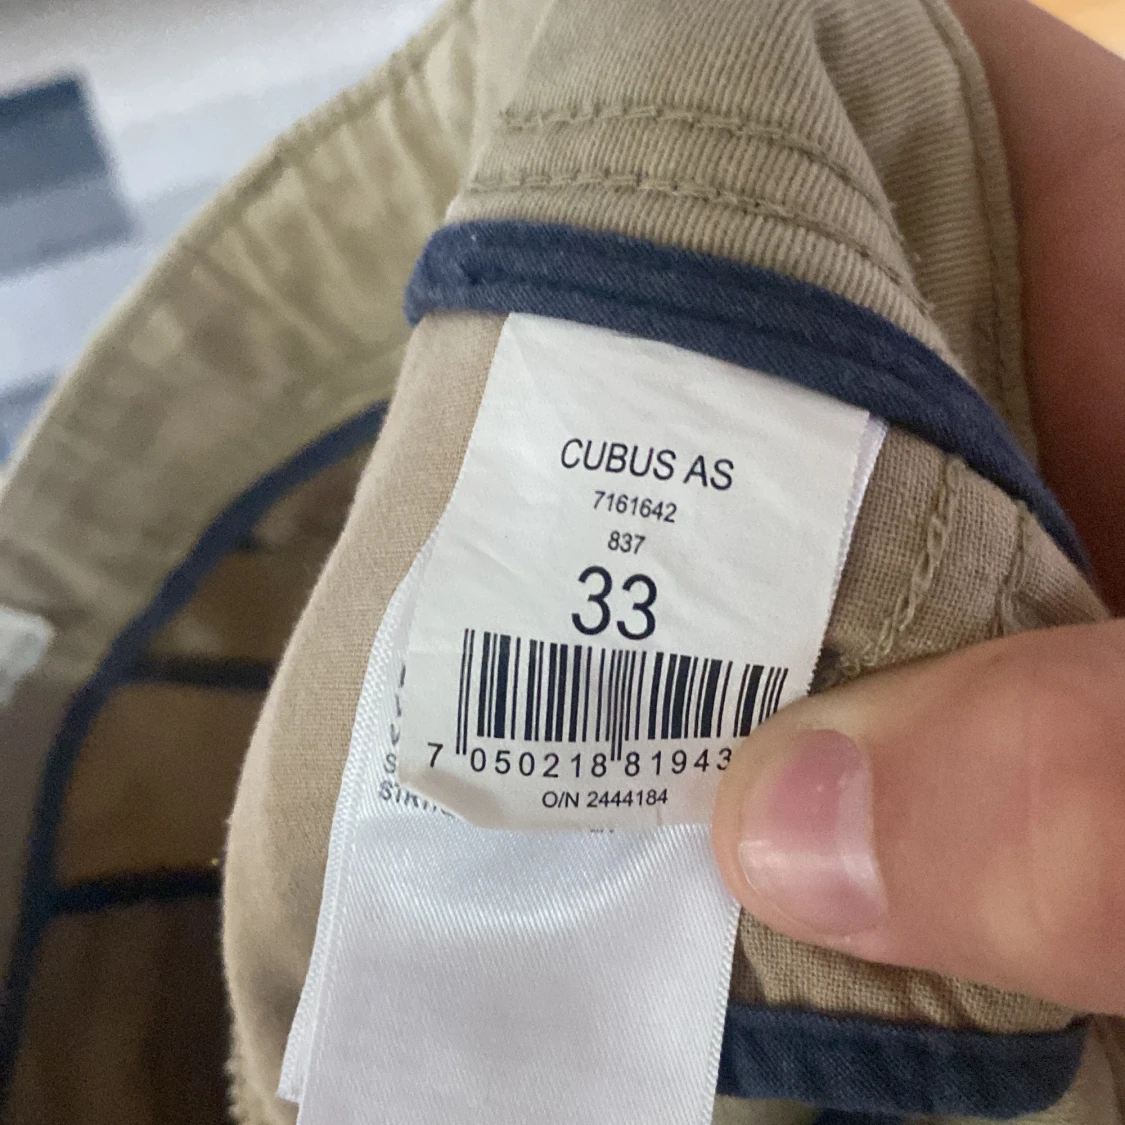 CUBUS AS
7161642
837
33
7 050218 81943
O/N 2444184